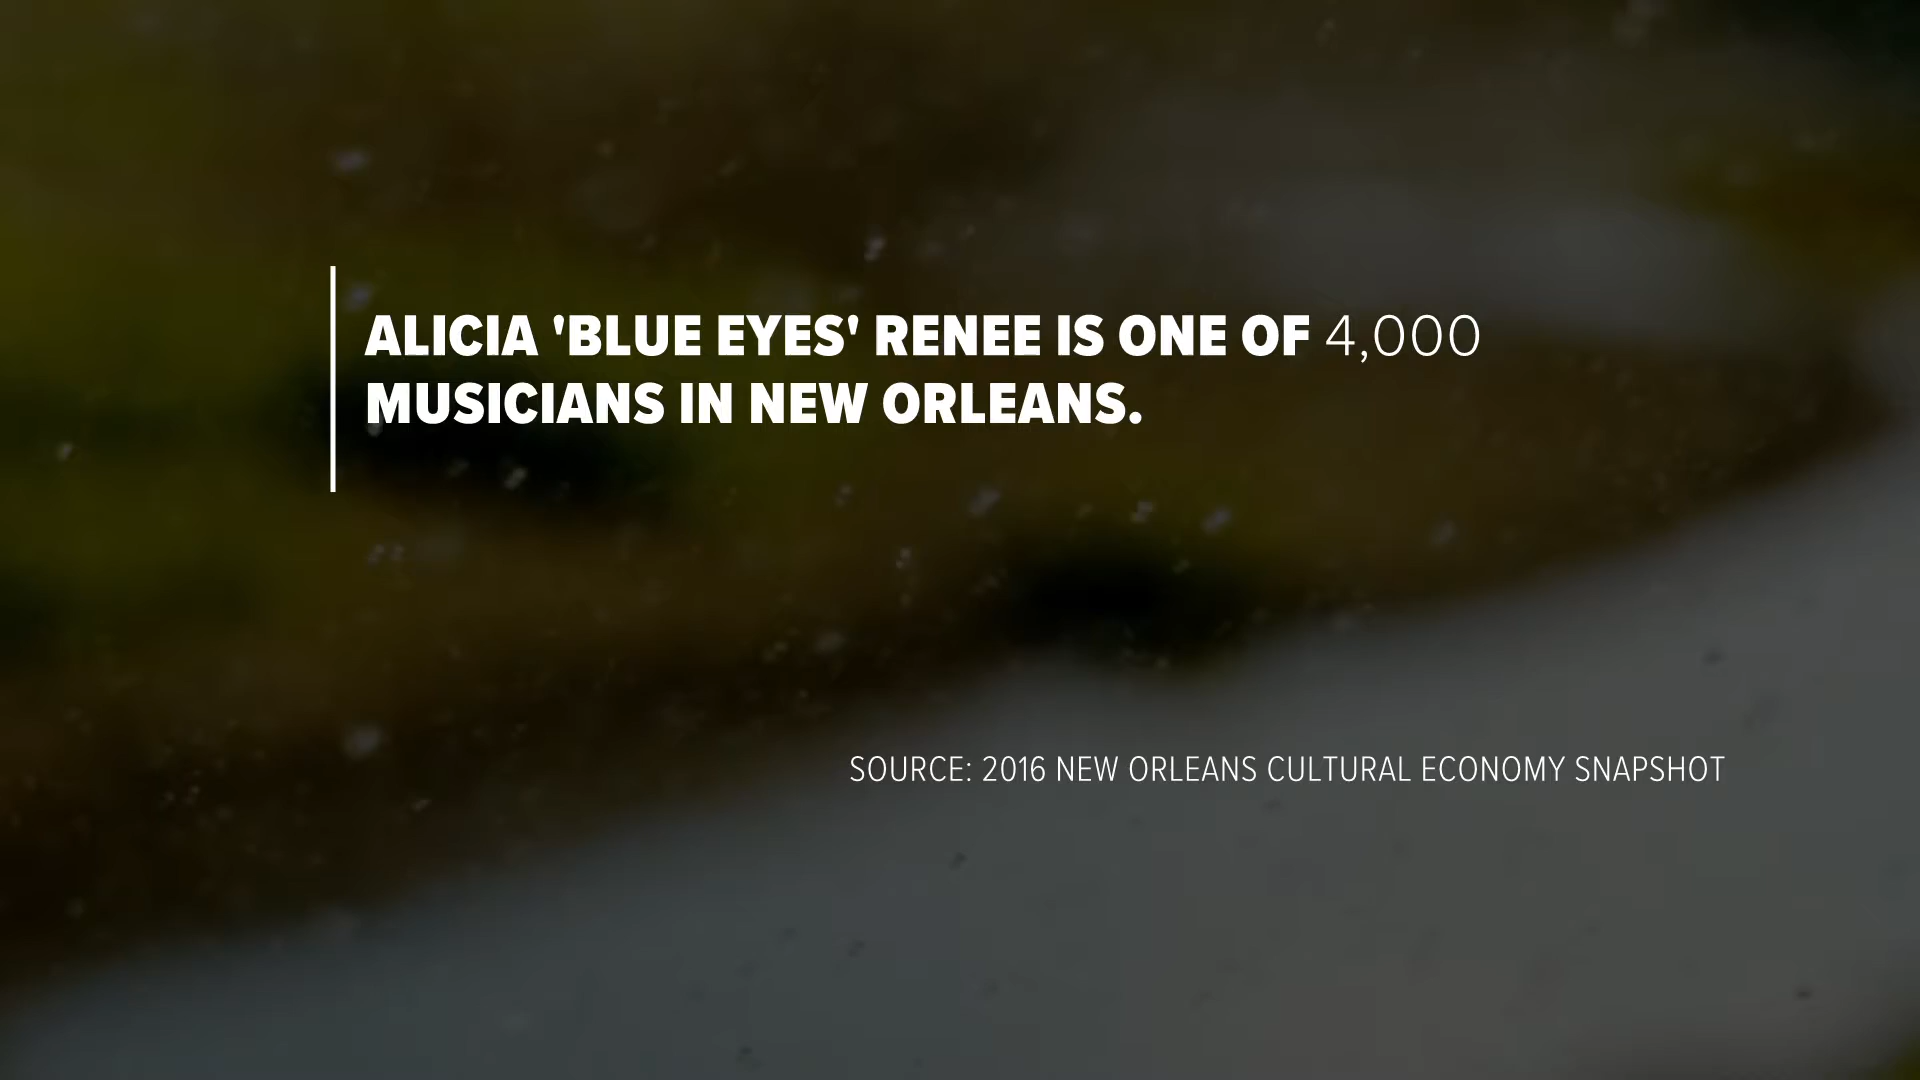 ALICIA 'BLUE EYES' RENEE IS ONE OF 4,000
MUSICIANS IN NEW ORLEANS.
SOURCE: 2016 NEW ORLEANS CULTURAL ECONOMY SNAPSHOT